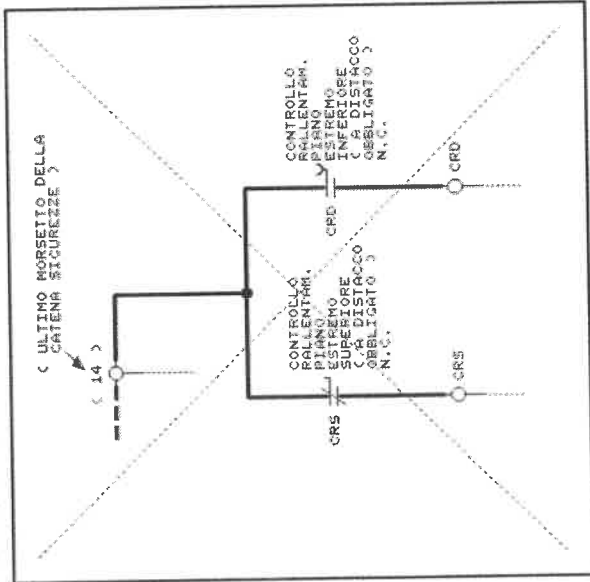 ( ULTIMO MORSETTO DELLA
CATENA SICUREZZE )
( 14 )
CONTROLLO
RALLENTAM.
PIANO
ESTREMO
SUPERIORE
( A DISTACCO
OBBLIGATO )
N.C.
CRS
CRS
CONTROLLO
RALLENTAM.
PIANO
ESTREMO
INFERIORE
( A DISTACCO
OBBLIGATO )
N.C.
CRD
CRD